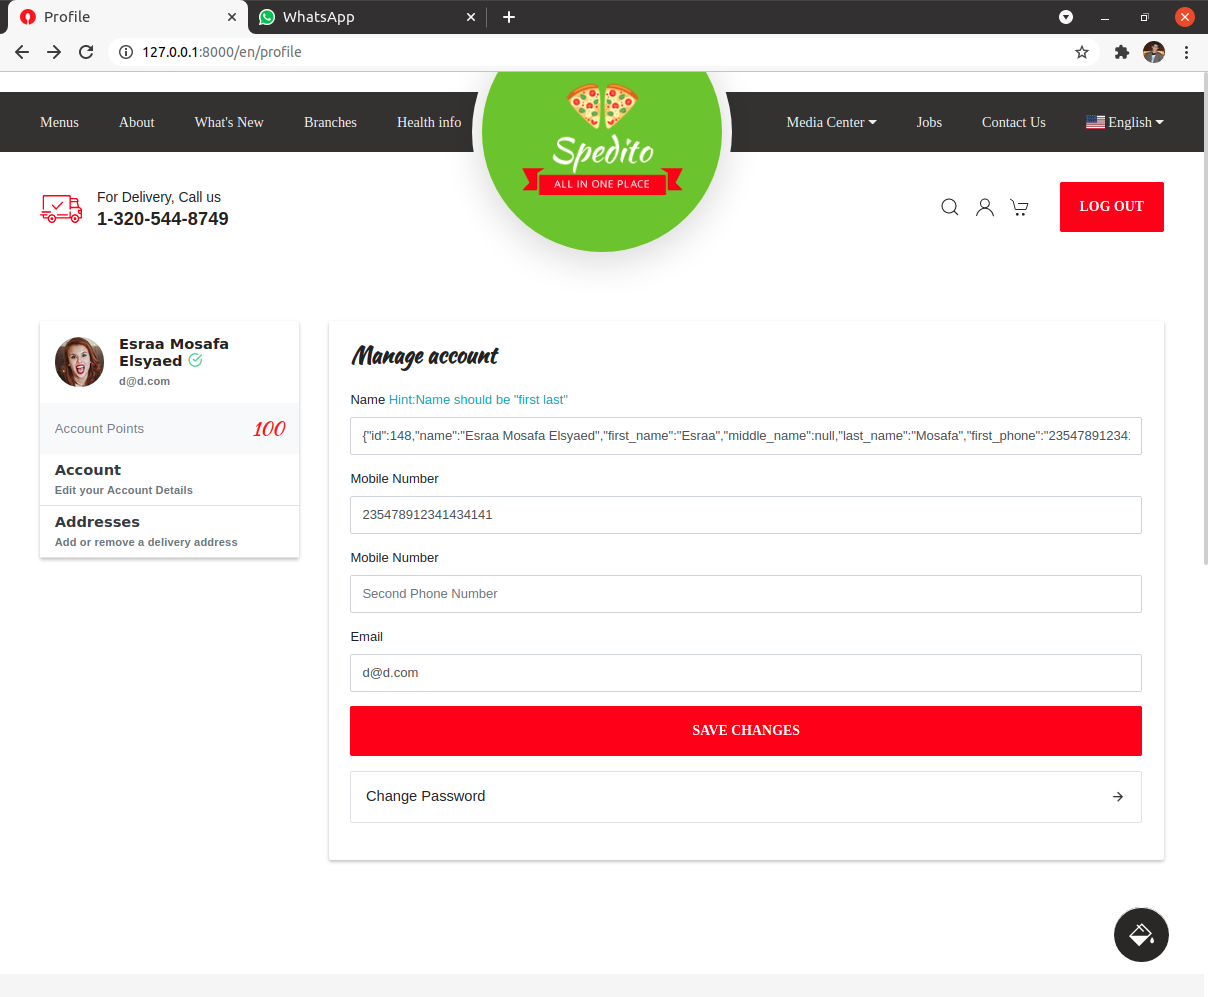 Profile
WhatsApp
127.0.0.1:8000/en/profile
Menus About What's New Branches Health info
Spedito
ALL IN ONE PLACE
Media Center Jobs Contact Us English
For Delivery, Call us
1-320-544-8749
LOG OUT
Esraa Mosafa
Elsyaed
d@d.com
Account Points 100
Account
Edit your Account Details
Addresses
Add or remove a delivery address
Manage account
Name Hint:Name should be "first last"
{"id":148,"name":"Esraa Mosafa Elsyaed","first_name":"Esraa","middle_name":null,"last_name":"Mosafa","first_phone":"23547891234
Mobile Number
235478912341434141
Mobile Number
Second Phone Number
Email
d@d.com
SAVE CHANGES
Change Password